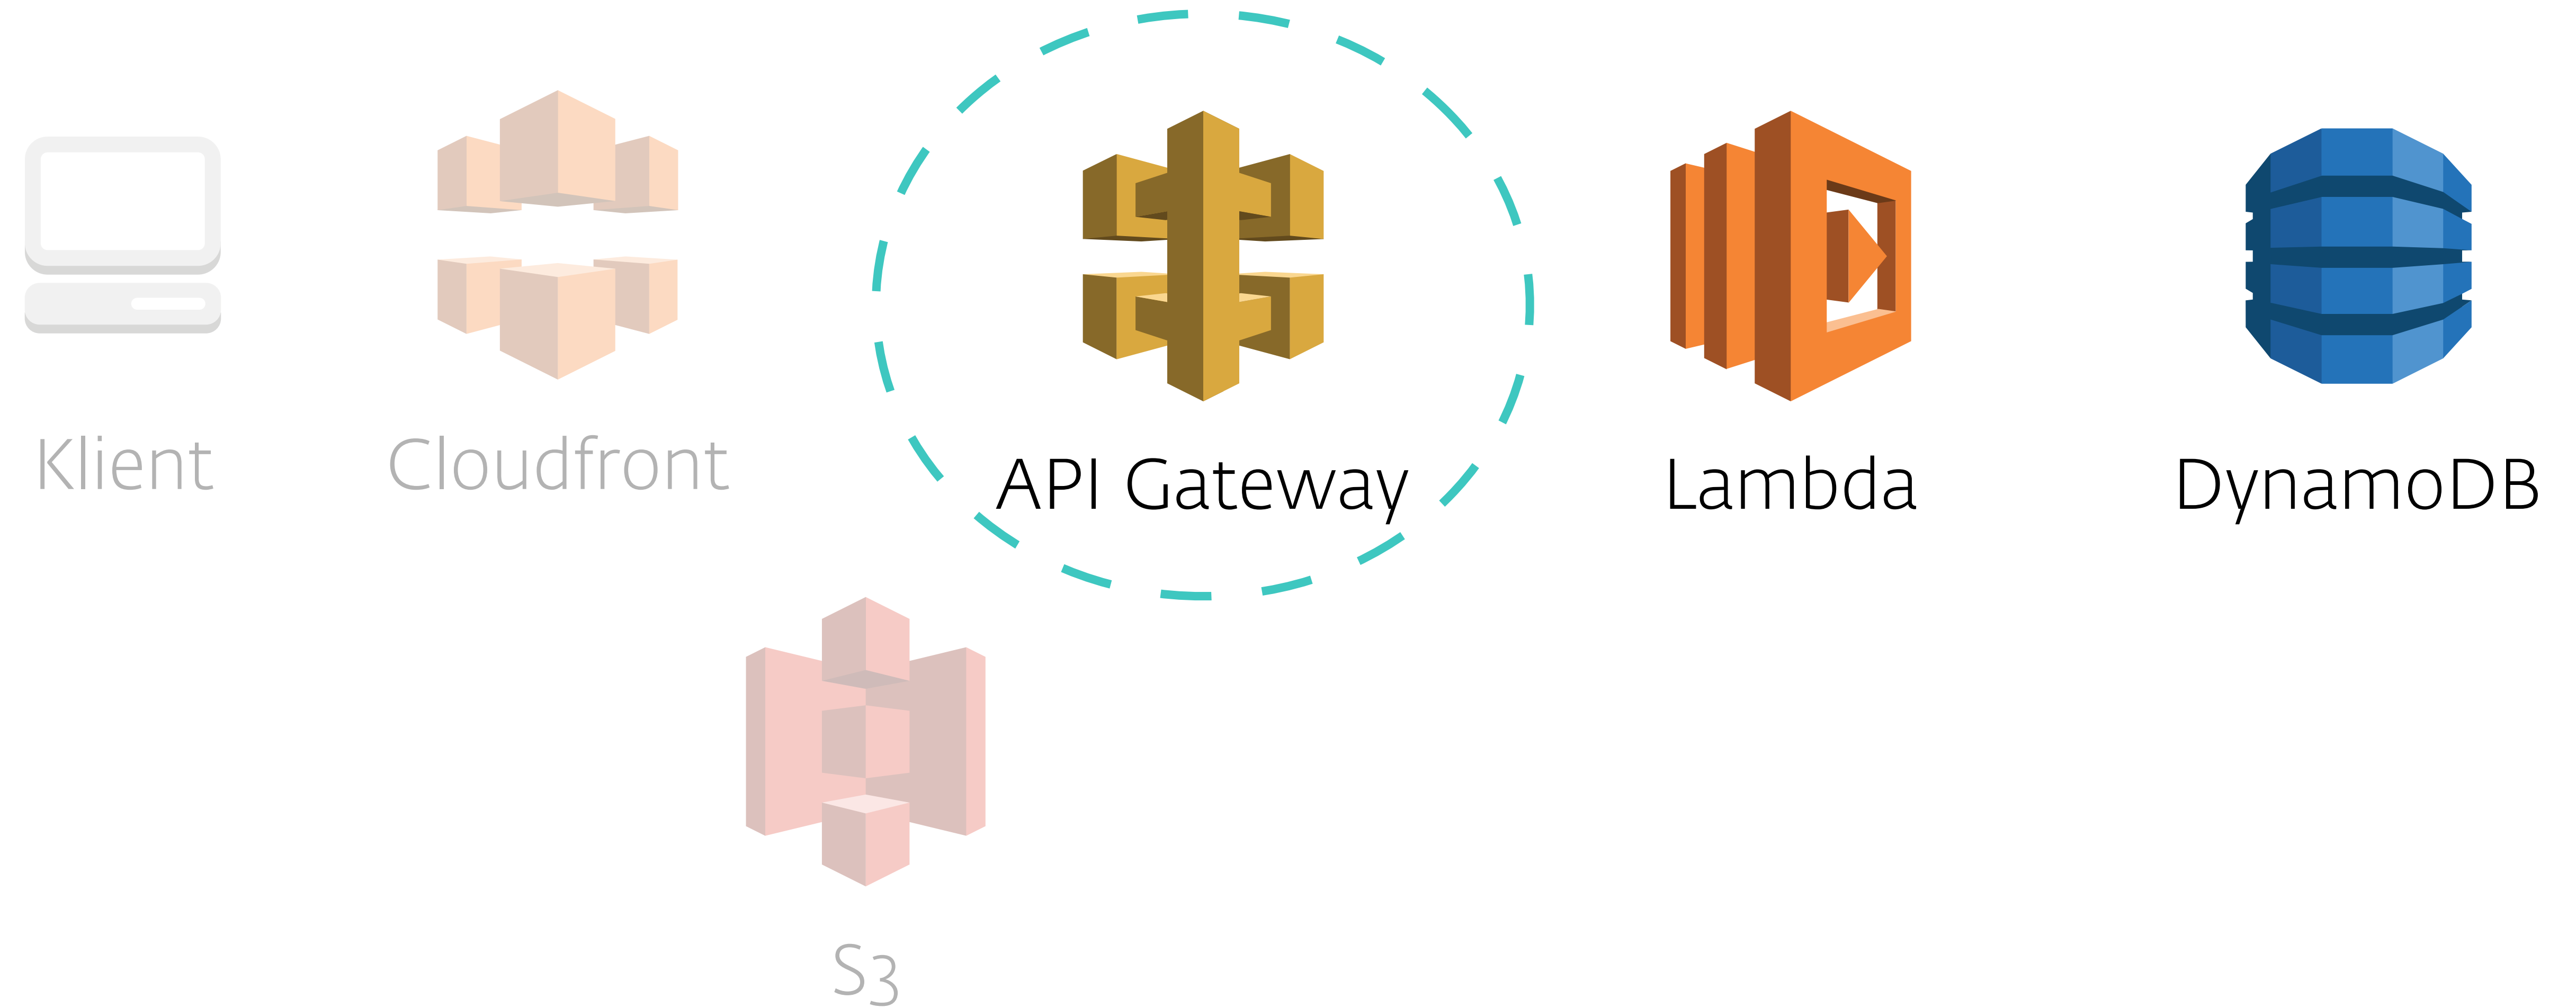 Klient
Cloudfront
API Gateway
Lambda
DynamoDB
S3